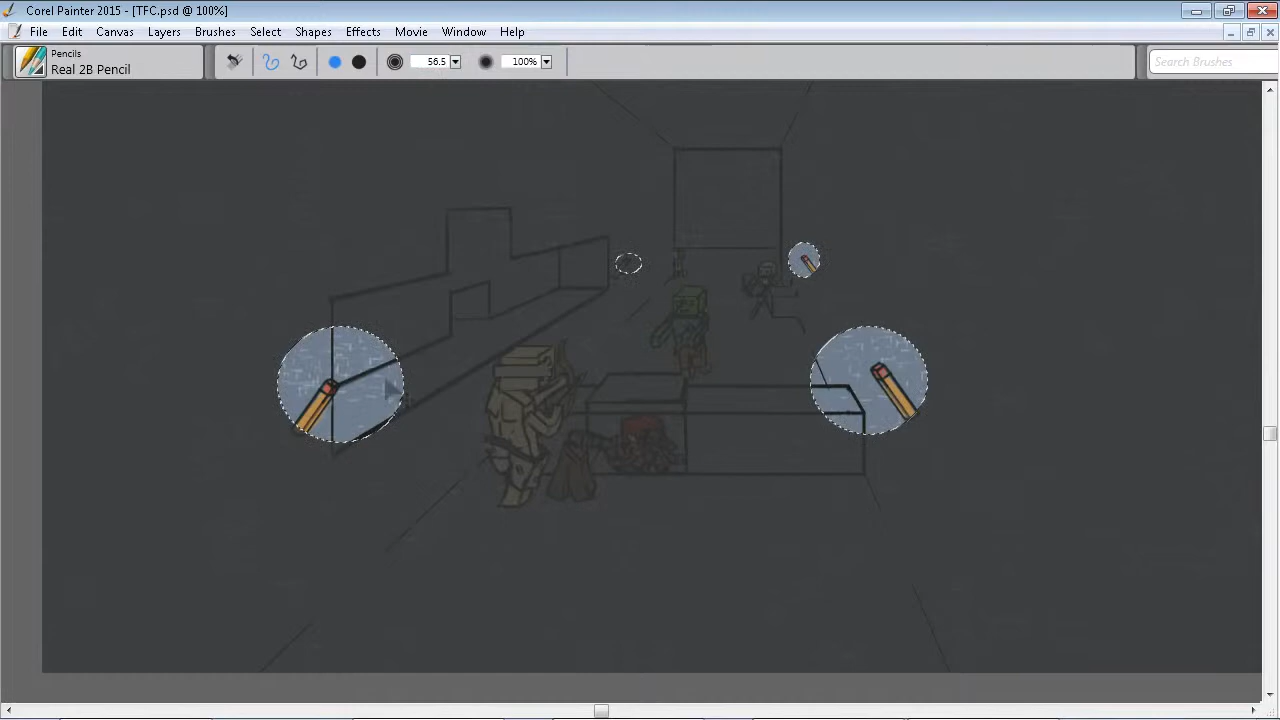 Corel Painter 2015 - [TFC.psd @ 100%]
File Edit Canvas Layers Brushes Select Shapes Effects Movie Window Help
Pencils
Real 2B Pencil
56.5
100%
Search Brushes